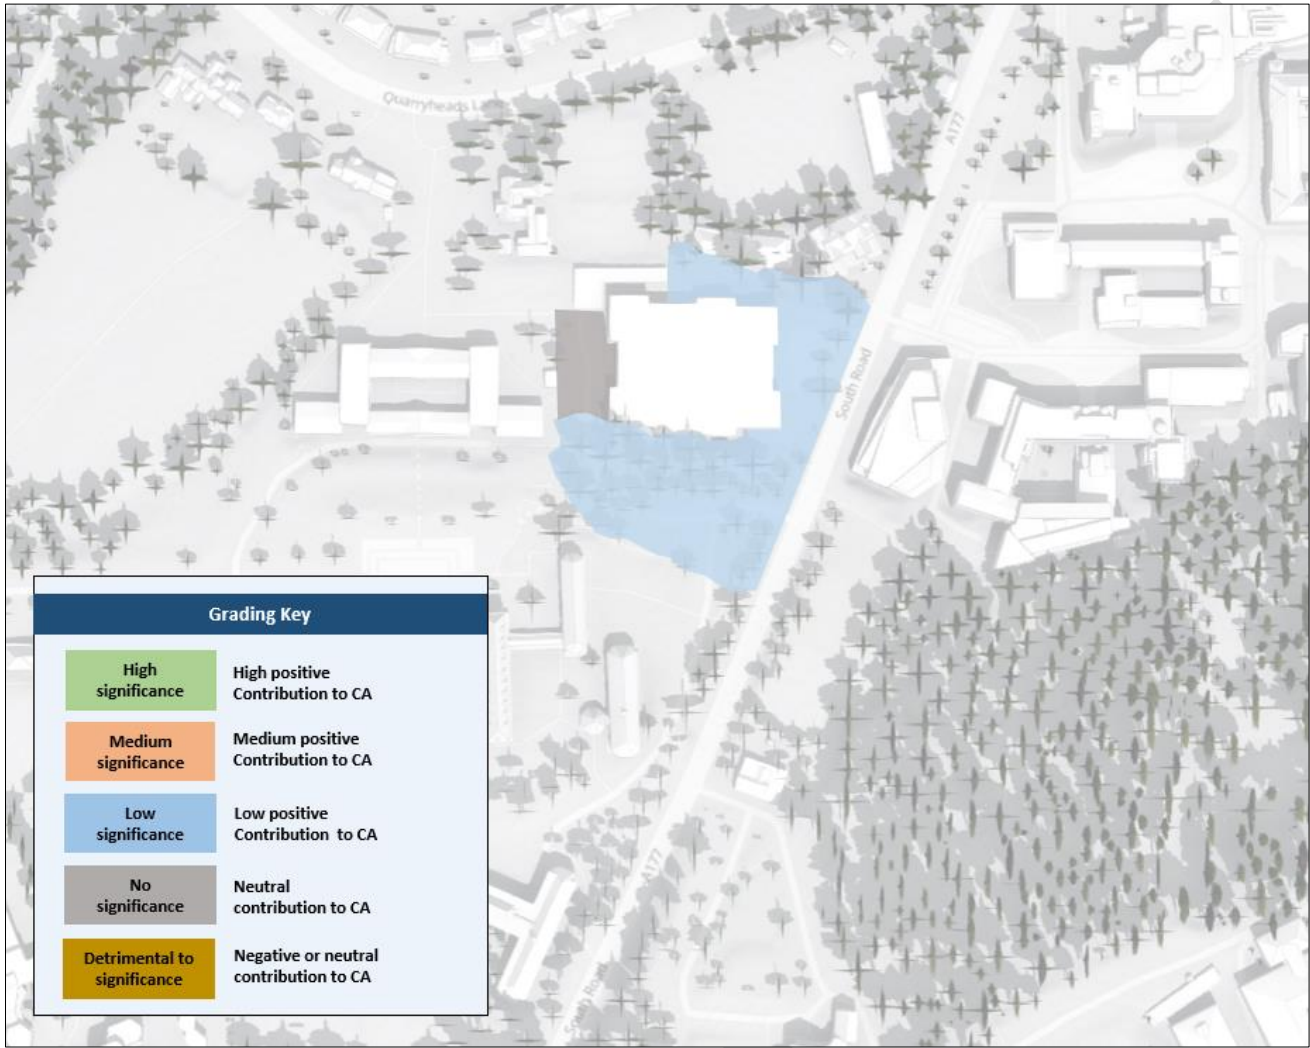 Quarryheads Lane
A177
South Road
Grading Key
High
significance
High positive
Contribution to CA
Medium
significance
Medium positive
Contribution to CA
Low
significance
Low positive
Contribution to CA
No
significance
Neutral
contribution to CA
Detrimental to
significance
Negative or neutral
contribution to CA
A177
South Road